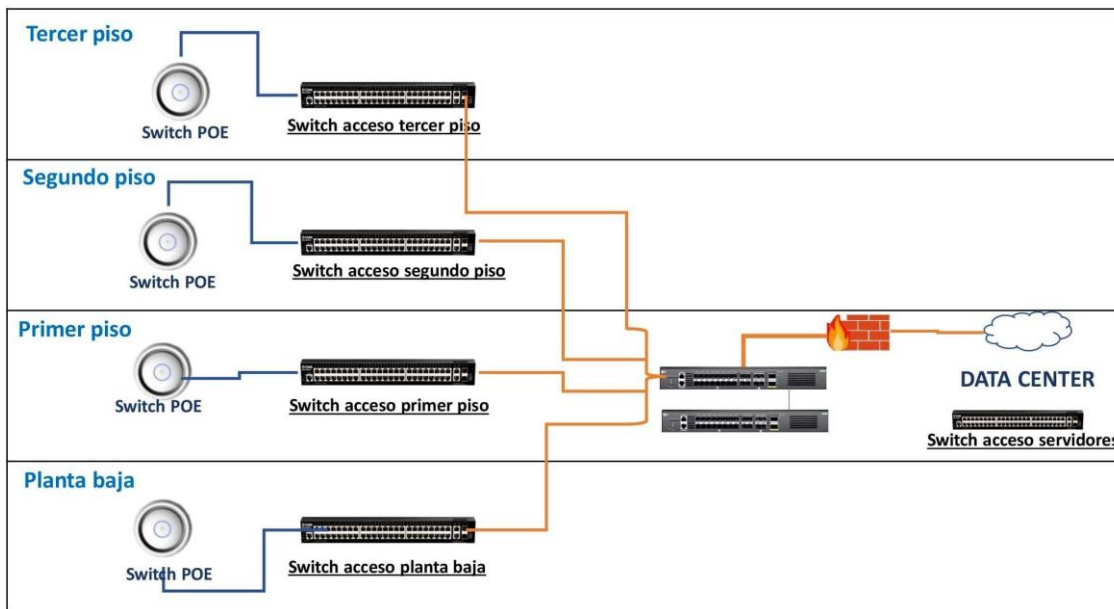 Tercer piso
Switch POE
Switch acceso tercer piso
Segundo piso
Switch POE
Switch acceso segundo piso
Primer piso
Switch POE
Switch acceso primer piso
DATA CENTER
Switch acceso servidores
Planta baja
Switch POE
Switch acceso planta baja